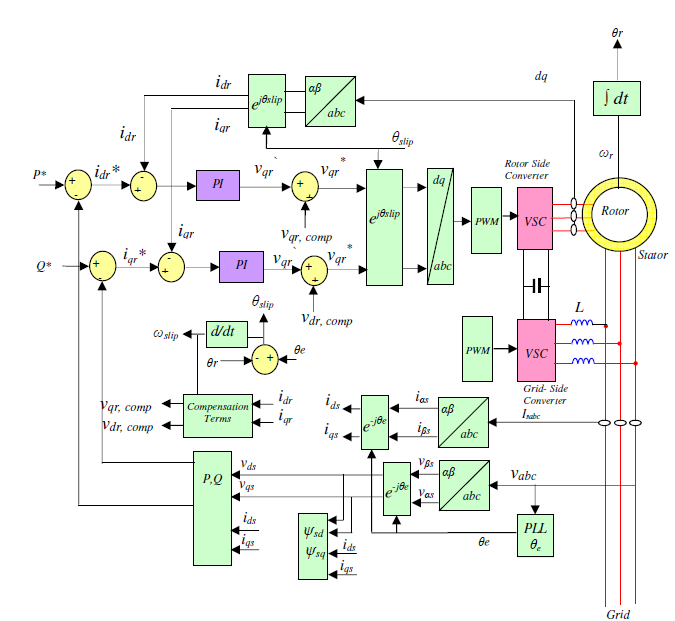 θr
dq
∫ dt
idr
e^jθslip
αβ
abc
iqr
idr
θslip
ωr
P*
+
-
idr*
-
+
PI
vqr`
+
+
vqr*
vqr, comp
e^jθslip
dq
abc
PWM
Rotor Side
Converter
VSC
Rotor
Stator
iqr
Q*
+
-
iqr*
-
+
PI
vqr`
+
+
vqr*
vdr, comp
θslip
ωslip
d/dt
θr
-
+
θe
L
PWM
VSC
Grid- Side
Converter
Isabc
vqr, comp
vdr, comp
Compensation
Terms
idr
iqr
ids
iqs
e^-jθe
iαs
iβs
αβ
abc
P,Q
vds
vqs
ids
iqs
e^-jθe
vβs
vαs
αβ
abc
Vabc
ψsd
ψsq
ids
iqs
θe
PLL
θe
Grid